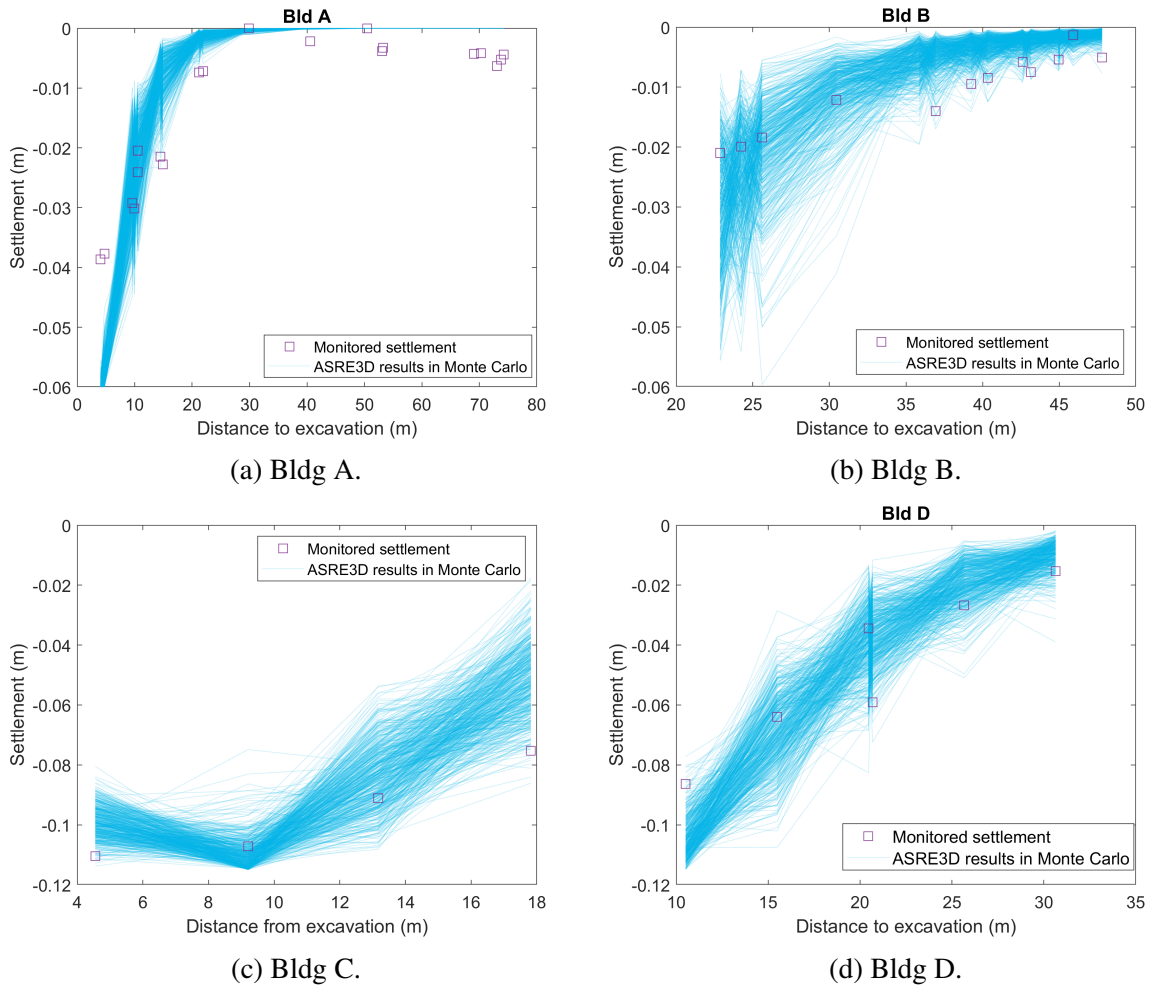 Bld A
0
-0.01
-0.02
-0.03
-0.04
-0.05
-0.06
Settlement (m)
Monitored settlement
ASRE3D results in Monte Carlo
0 10 20 30 40 50 60 70 80
Distance to excavation (m)
(a) Bldg A.
Bld B
0
-0.01
-0.02
-0.03
-0.04
-0.05
-0.06
Settlement (m)
Monitored settlement
ASRE3D results in Monte Carlo
20 25 30 35 40 45 50
Distance to excavation (m)
(b) Bldg B.
0
-0.02
-0.04
-0.06
-0.08
-0.1
-0.12
Settlement (m)
Monitored settlement
ASRE3D results in Monte Carlo
4 6 8 10 12 14 16 18
Distance from excavation (m)
(c) Bldg C.
Bld D
0
-0.02
-0.04
-0.06
-0.08
-0.1
-0.12
Settlement (m)
Monitored settlement
ASRE3D results in Monte Carlo
10 15 20 25 30 35
Distance to excavation (m)
(d) Bldg D.